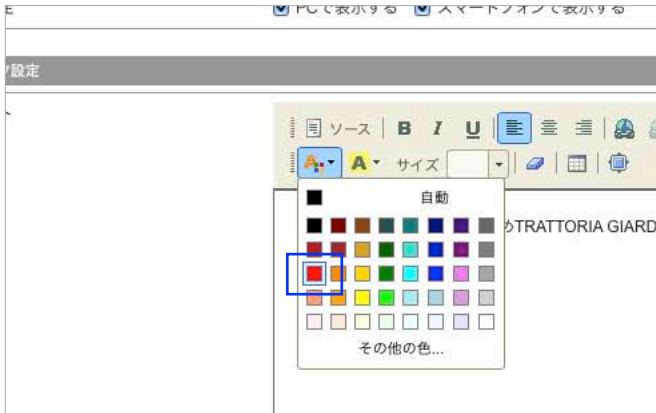 PCで表示する スマートフォンで表示する
設定
ソース B I U
A A サイズ
自動
TRATTORIA GIARD
その他の色...